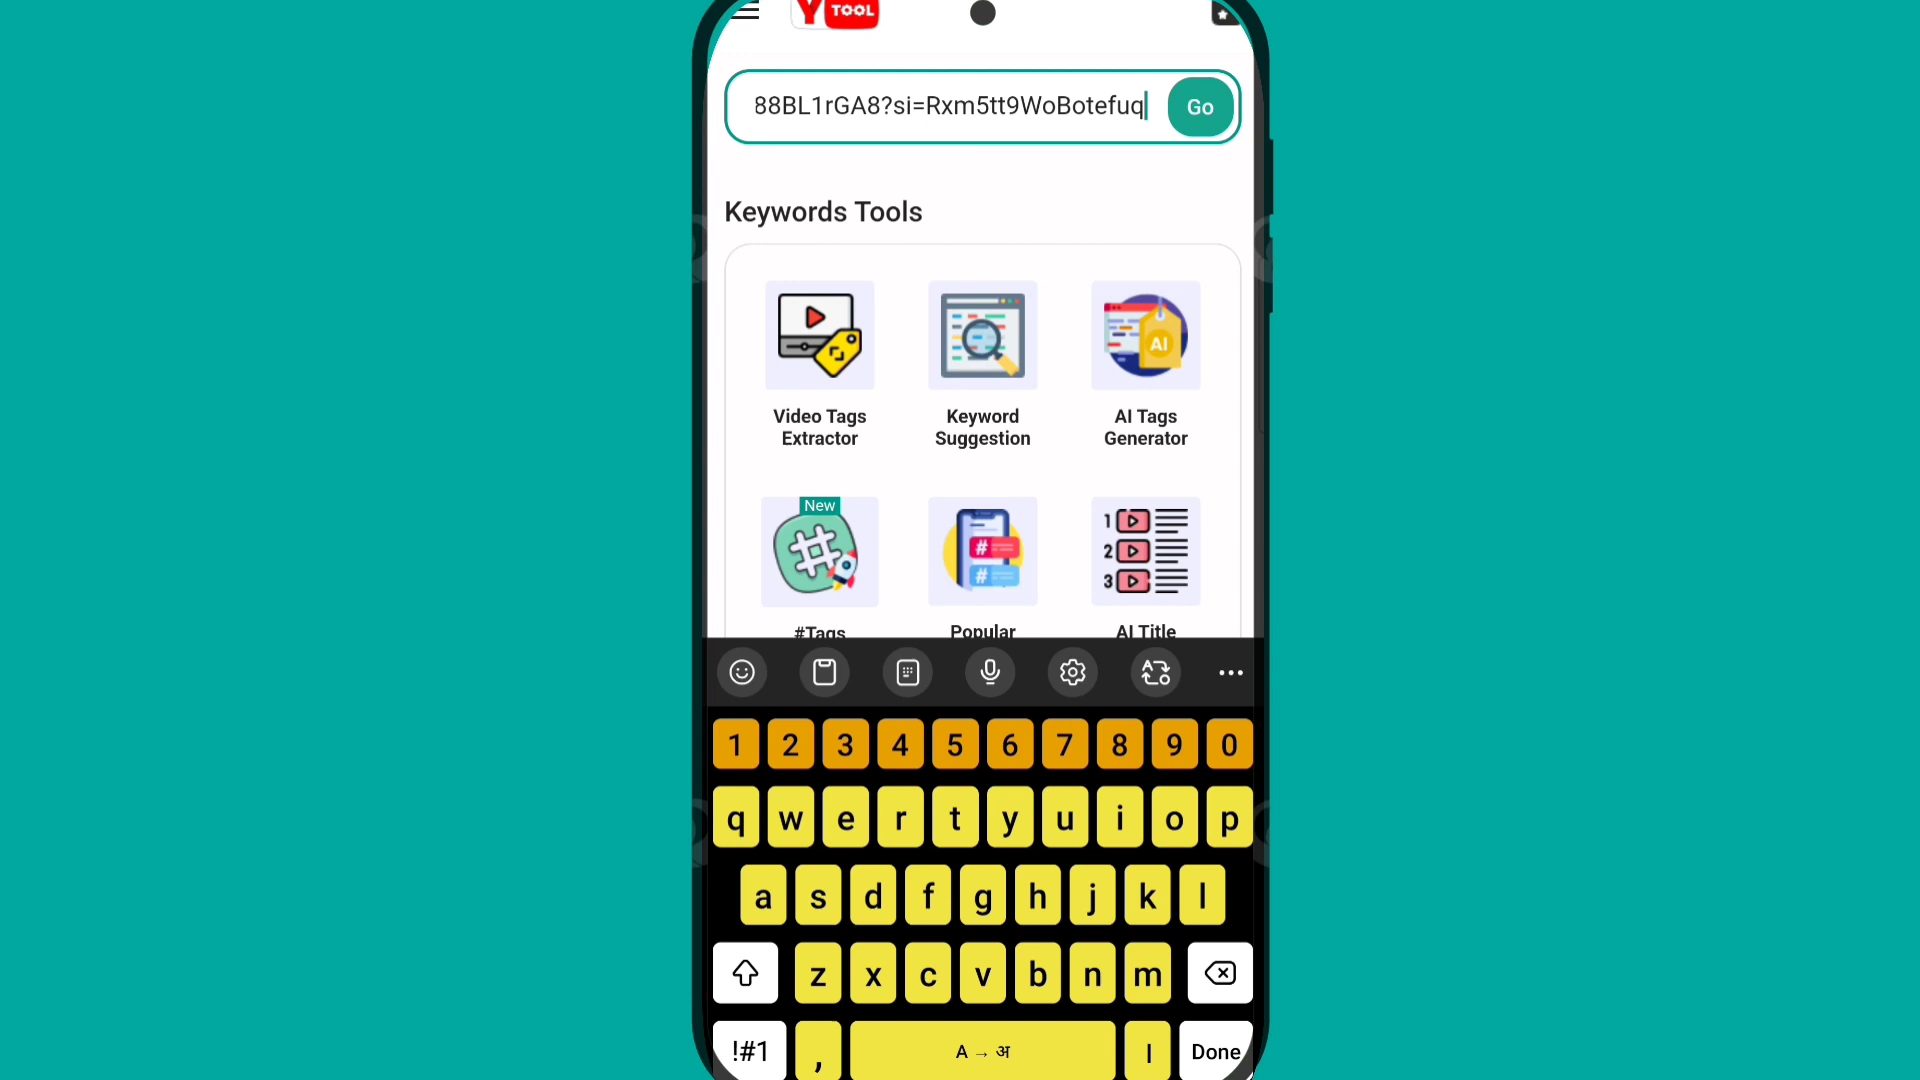 Y TOOL
88BL1rGA8?si=Rxm5tt9WoBotefuq
Go
Keywords Tools
Video Tags
Extractor
Keyword
Suggestion
AI
AI Tags
Generator
New
#
#
1
2
3
#Tags
Popular
AI Title
1 2 3 4 5 6 7 8 9 0
q w e r t y u i o p
a s d f g h j k l
z x c v b n m
!#1 , A → अ । Done